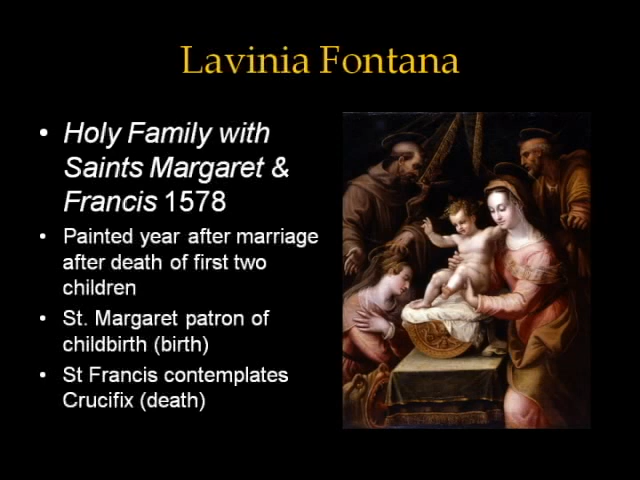 Lavinia Fontana
• Holy Family with
Saints Margaret &
Francis 1578
• Painted year after marriage
after death of first two
children
• St. Margaret patron of
childbirth (birth)
• St Francis contemplates
Crucifix (death)